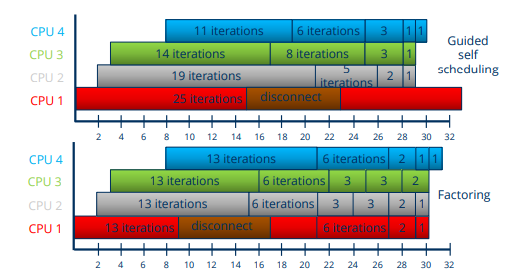 CPU 4 11 iterations 6 iterations 3 1 1
CPU 3 14 iterations 8 iterations 3 1
CPU 2 19 iterations 5 iterations 2 1
CPU 1 25 iterations disconnect
Guided
self
scheduling
2 4 6 8 10 12 14 16 18 20 22 24 26 28 30 32
CPU 4 13 iterations 6 iterations 2 1 1
CPU 3 13 iterations 6 iterations 3 3 2
CPU 2 13 iterations 6 iterations 3 3 2 1
CPU 1 13 iterations disconnect 6 iterations 2 1
Factoring
2 4 6 8 10 12 14 16 18 20 22 24 26 28 30 32